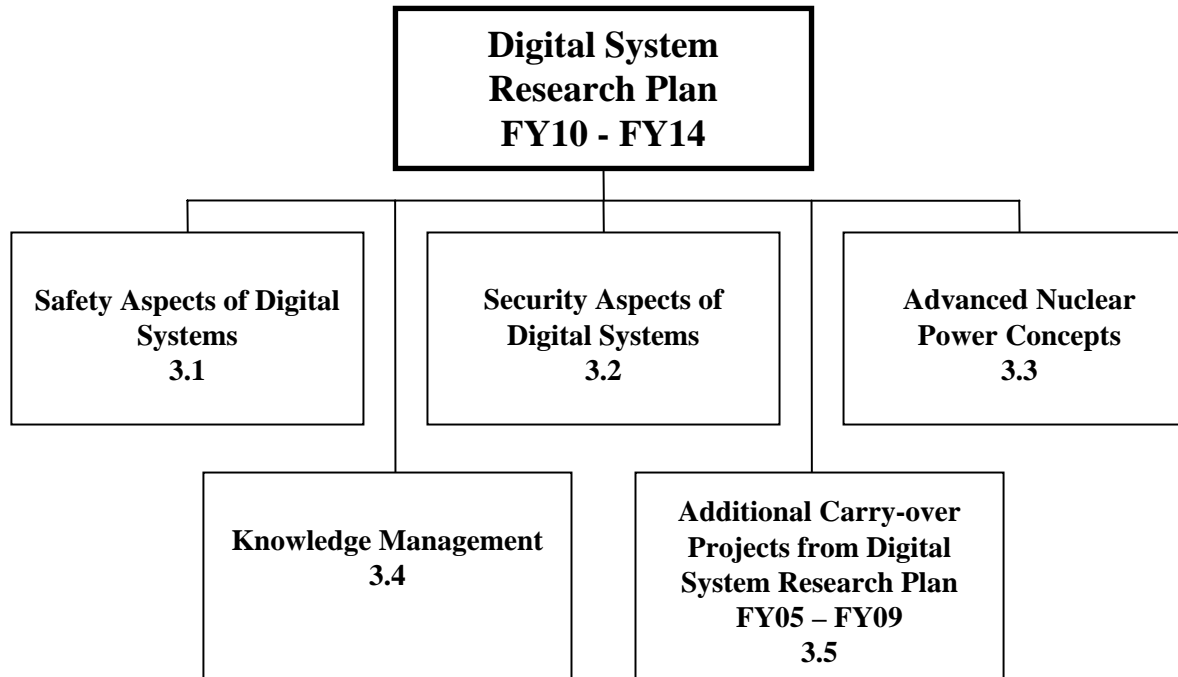 Digital System
Research Plan
FY10 - FY14
Safety Aspects of Digital
Systems
3.1
Security Aspects of
Digital Systems
3.2
Advanced Nuclear
Power Concepts
3.3
Knowledge Management
3.4
Additional Carry-over
Projects from Digital
System Research Plan
FY05 – FY09
3.5